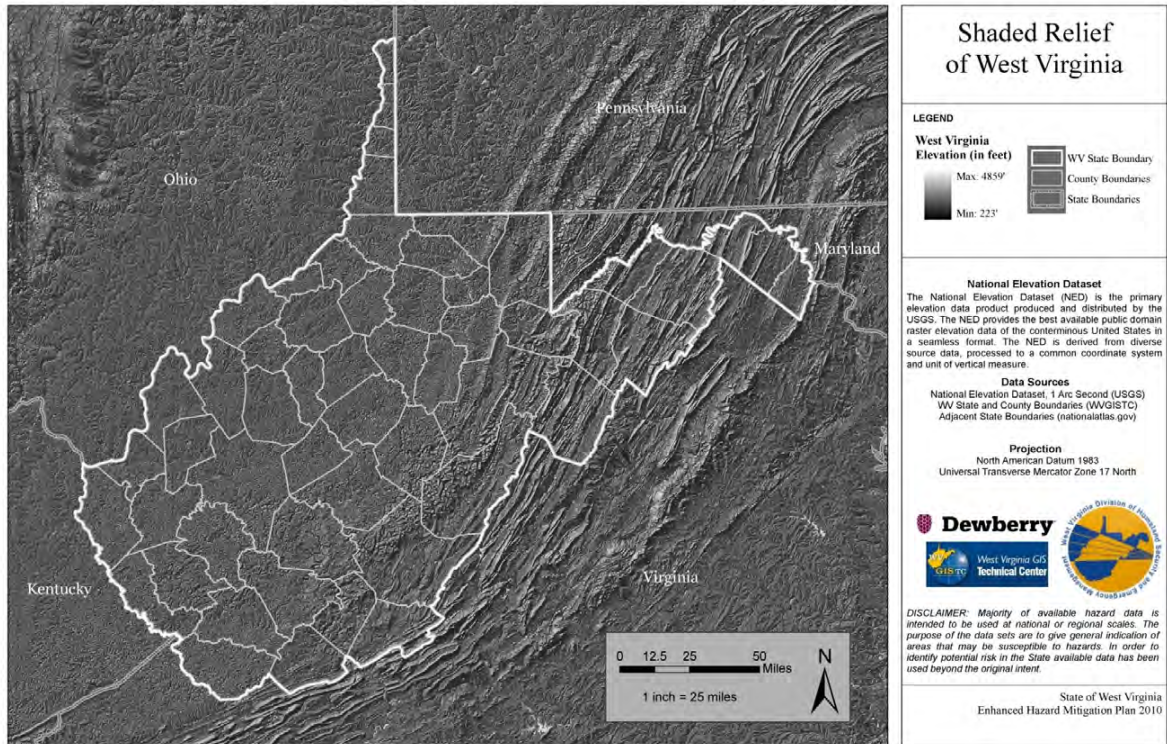 Ohio
Pennsylvania
Maryland
Kentucky
Virginia
0 12.5 25 50
Miles
1 inch = 25 miles
N
Shaded Relief
of West Virginia
LEGEND
West Virginia
Elevation (in feet)
Max: 4859'
Min: 223'
WV State Boundary
County Boundaries
State Boundaries
National Elevation Dataset
The National Elevation Dataset (NED) is the primary
elevation data product produced and distributed by the
USGS. The NED provides the best available public domain
raster elevation data of the conterminous United States in
a seamless format. The NED is derived from diverse
source data, processed to a common coordinate system
and unit of vertical measure.
Data Sources
National Elevation Dataset, 1 Arc Second (USGS)
WV State and County Boundaries (WVGISTC)
Adjacent State Boundaries (nationalatlas.gov)
Projection
North American Datum 1983
Universal Transverse Mercator Zone 17 North
Dewberry
GISTC
West Virginia GIS
Technical Center
West Virginia Division of Homeland Security and Emergency Management
DISCLAIMER: Majority of available hazard data is
intended to be used at national or regional scales. The
purpose of the data sets are to give general indication of
areas that may be susceptible to hazards. In order to
identify potential risk in the State available data has been
used beyond the original intent.
State of West Virginia
Enhanced Hazard Mitigation Plan 2010